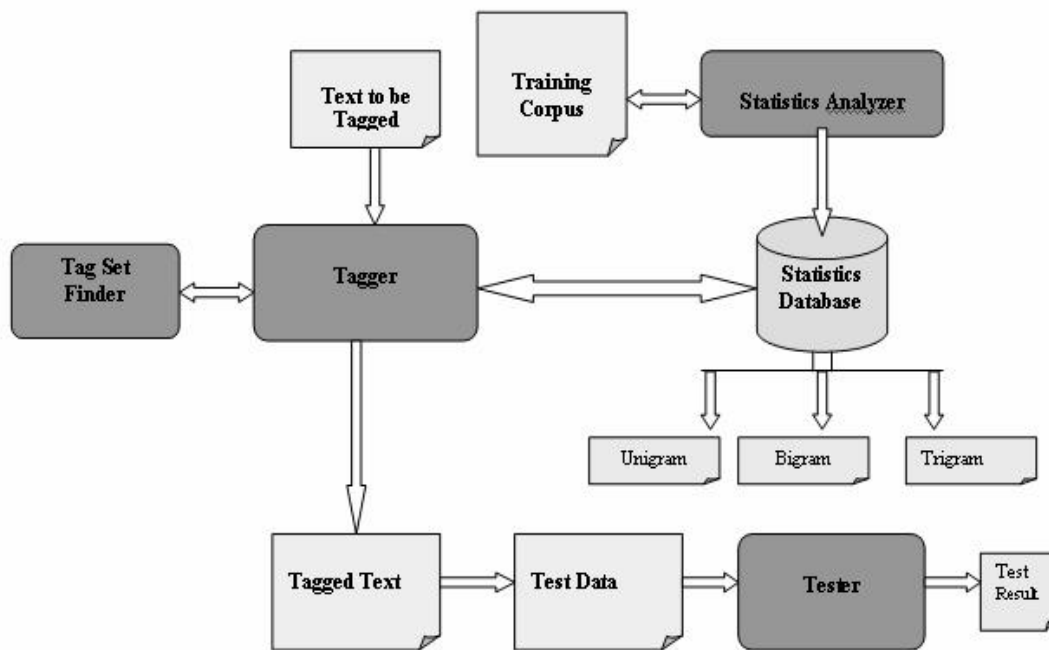 Text to be
Tagged
Training
Corpus
Statistics Analyzer
Tag Set
Finder
Tagger
Statistics
Database
Unigram
Bigram
Trigram
Tagged Text
Test Data
Tester
Test
Result